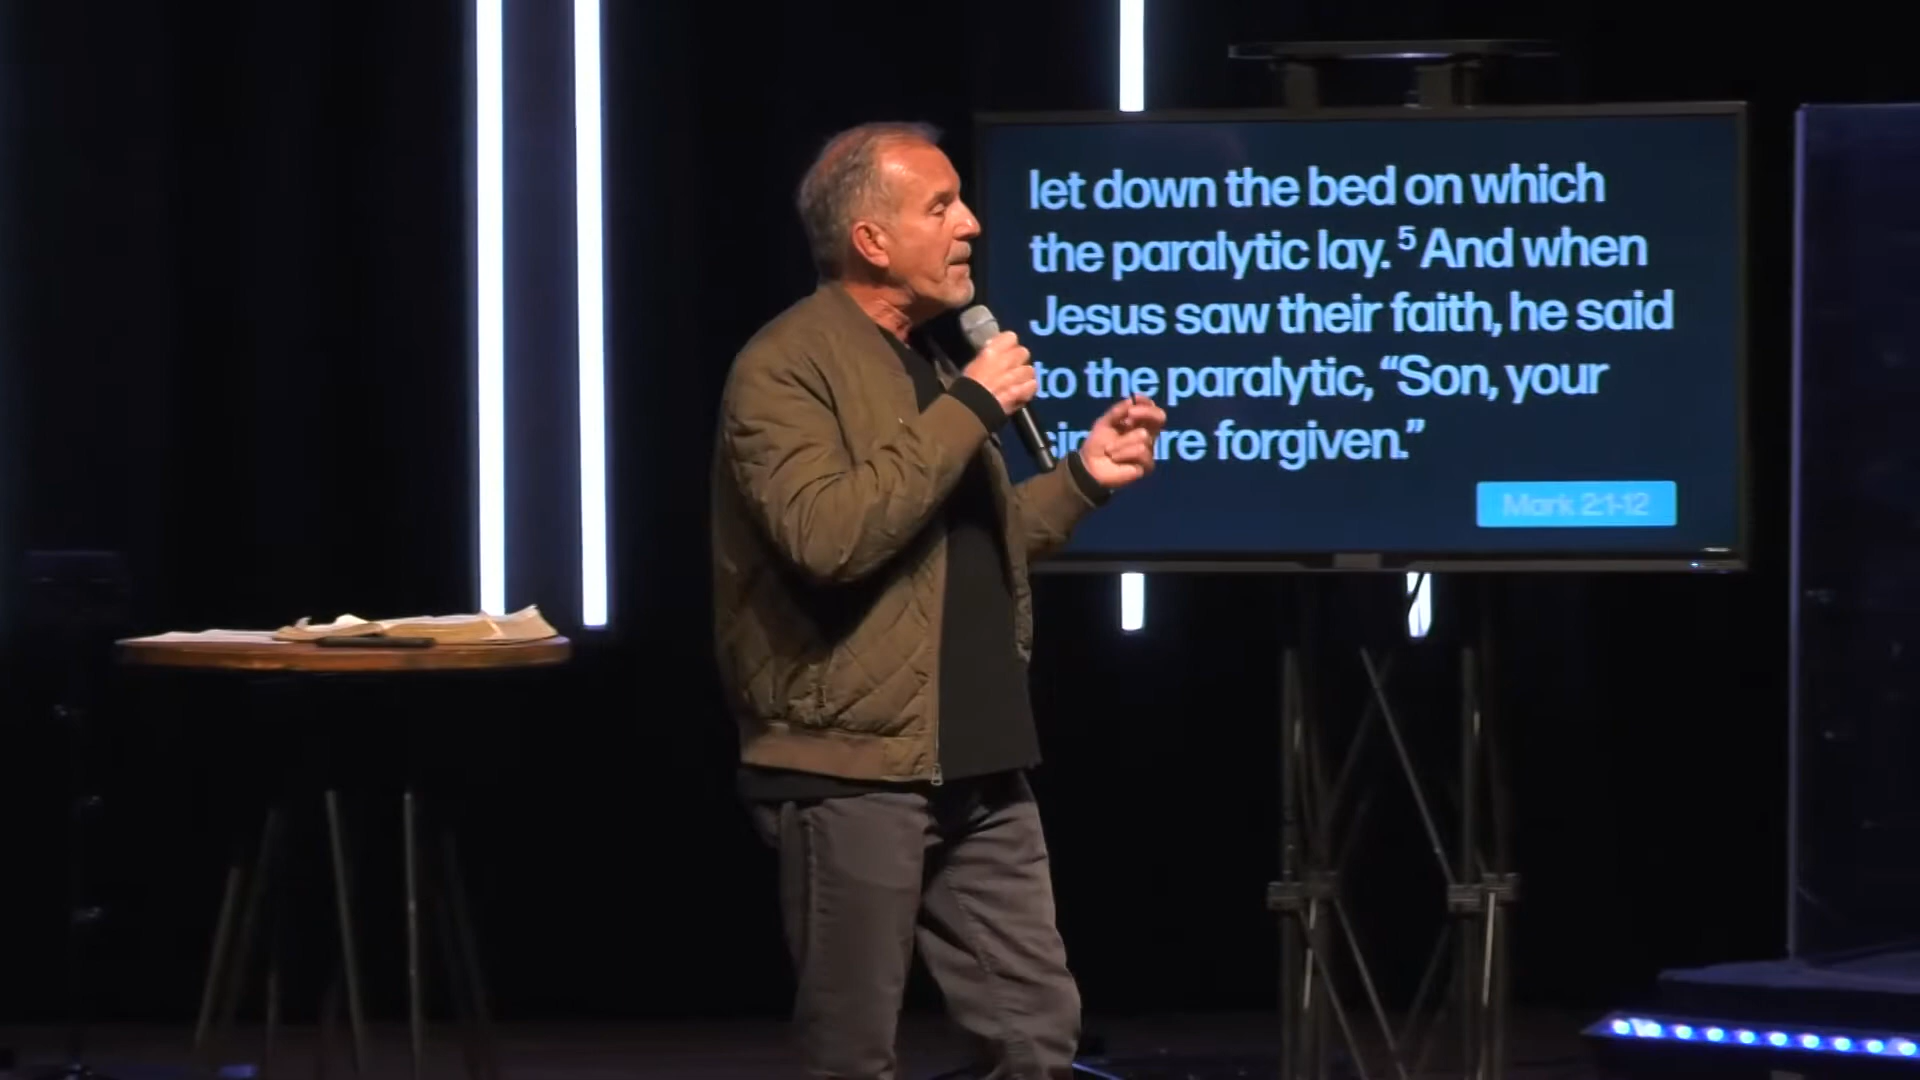 let down the bed on which
the paralytic lay. ⁵ And when
Jesus saw their faith, he said
to the paralytic, “Son, your
are forgiven.”
Mark 2:1-12